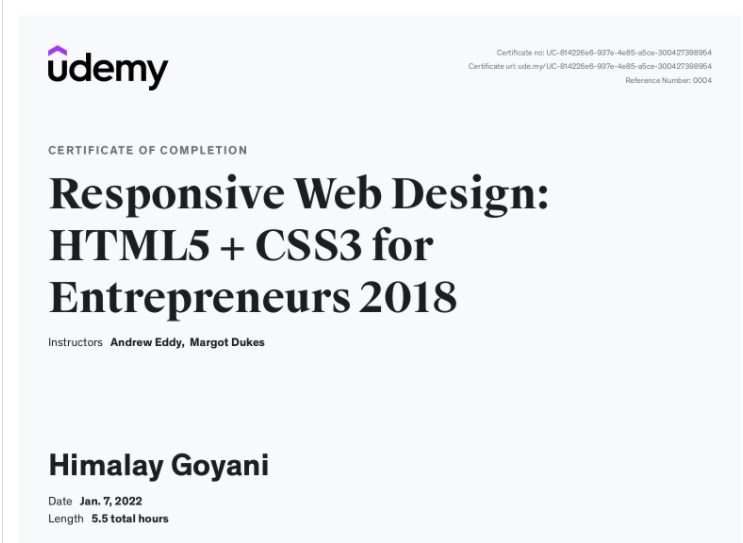 udemy
Certificate no: UC-814226e6-937e-4e85-a5ce-300427398954
Certificate url: ude.my/UC-814226e6-937e-4e85-a5ce-300427398954
Reference Number: 0004
CERTIFICATE OF COMPLETION
Responsive Web Design:
HTML5 + CSS3 for
Entrepreneurs 2018
Instructors Andrew Eddy, Margot Dukes
Himalay Goyani
Date Jan. 7, 2022
Length 5.5 total hours